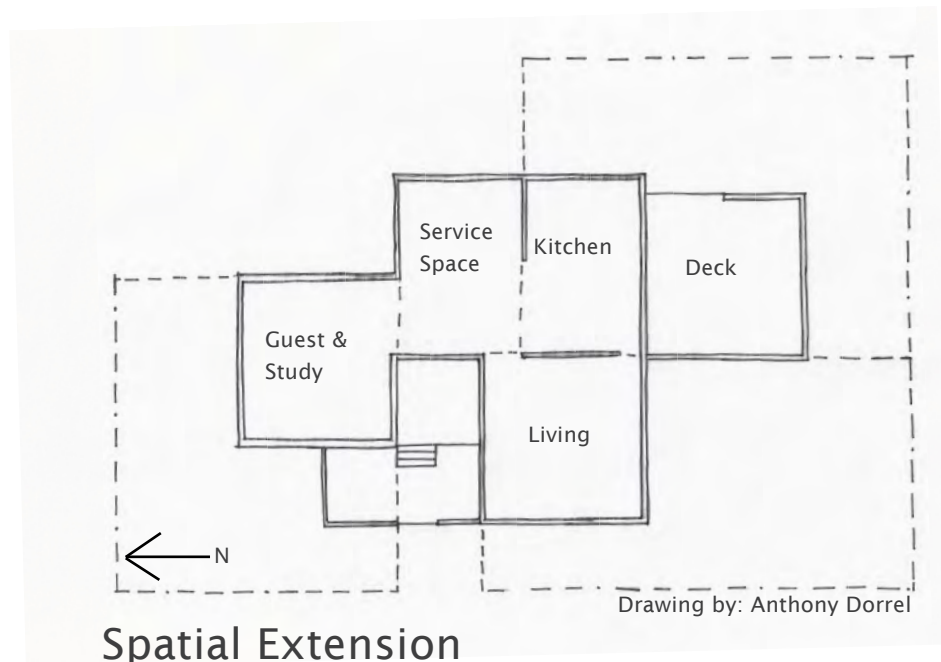 Service
Space
Kitchen
Deck
Guest &
Study
Living
N
Drawing by: Anthony Dorrel
Spatial Extension